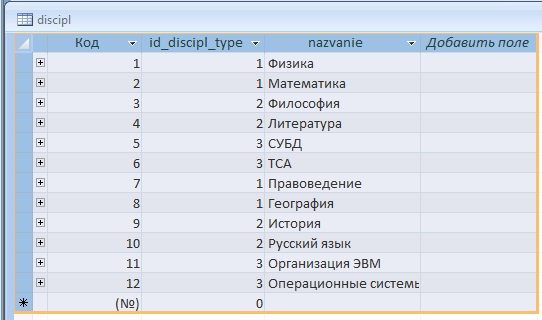 discipl
Код id_discipl_type nazvanie Добавить поле
1 1 Физика
2 1 Математика
3 2 Философия
4 2 Литература
5 3 СУБД
6 3 ТСА
7 1 Правоведение
8 1 География
9 2 История
10 2 Русский язык
11 3 Организация ЭВМ
12 3 Операционные системы
(№) 0